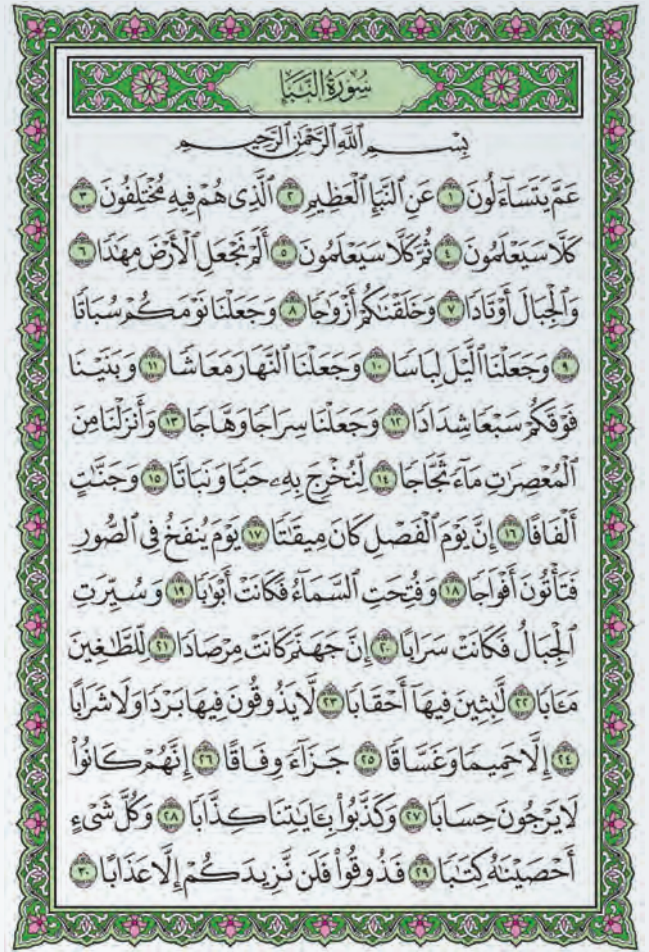 سُورَةُ النَّبَإِ
بِسْمِ ٱللَّهِ ٱلرَّحْمَٰنِ ٱلرَّحِيمِ
عَمَّ يَتَسَآءَلُونَ ١ عَنِ ٱلنَّبَإِ ٱلْعَظِيمِ ٢ ٱلَّذِى هُمْ فِيهِ مُخْتَلِفُونَ ٣
كَلَّا سَيَعْلَمُونَ ٤ ثُمَّ كَلَّا سَيَعْلَمُونَ ٥ أَلَمْ نَجْعَلِ ٱلْأَرْضَ مِهَٰدًا ٦
وَٱلْجِبَالَ أَوْتَادًا ٧ وَخَلَقْنَٰكُمْ أَزْوَٰجًا ٨ وَجَعَلْنَا نَوْمَكُمْ سُبَاتًا
٩ وَجَعَلْنَا ٱلَّيْلَ لِبَاسًا ١٠ وَجَعَلْنَا ٱلنَّهَارَ مَعَاشًا ١١ وَبَنَيْنَا
فَوْقَكُمْ سَبْعًا شِدَادًا ١٢ وَجَعَلْنَا سِرَاجًا وَهَّاجًا ١٣ وَأَنزَلْنَا مِنَ
ٱلْمُعْصِرَٰتِ مَآءً ثَجَّاجًا ١٤ لِّنُخْرِجَ بِهِۦ حَبًّا وَنَبَاتًا ١٥ وَجَنَّٰتٍ
أَلْفَافًا ١٦ إِنَّ يَوْمَ ٱلْفَصْلِ كَانَ مِيقَٰتًا ١٧ يَوْمَ يُنفَخُ فِى ٱلصُّورِ
فَتَأْتُونَ أَفْوَاجًا ١٨ وَفُتِحَتِ ٱلسَّمَآءُ فَكَانَتْ أَبْوَٰبًا ١٩ وَسُيِّرَتِ
ٱلْجِبَالُ فَكَانَتْ سَرَابًا ٢٠ إِنَّ جَهَنَّمَ كَانَتْ مِرْصَادًا ٢١ لِّلطَّٰغِينَ
مَـَٔابًا ٢٢ لَّٰبِثِينَ فِيهَآ أَحْقَابًا ٢٣ لَّا يَذُوقُونَ فِيهَا بَرْدًا وَلَا شَرَابًا
٢٤ إِلَّا حَمِيمًا وَغَسَّاقًا ٢٥ جَزَآءً وِفَاقًا ٢٦ إِنَّهُمْ كَانُوا۟
لَا يَرْجُونَ حِسَابًا ٢٧ وَكَذَّبُوا۟ بِـَٔايَٰتِنَا كِذَّابًا ٢٨ وَكُلَّ شَىْءٍ
أَحْصَيْنَٰهُ كِتَٰبًا ٢٩ فَذُوقُوا۟ فَلَن نَّزِيدَكُمْ إِلَّا عَذَابًا ٣٠